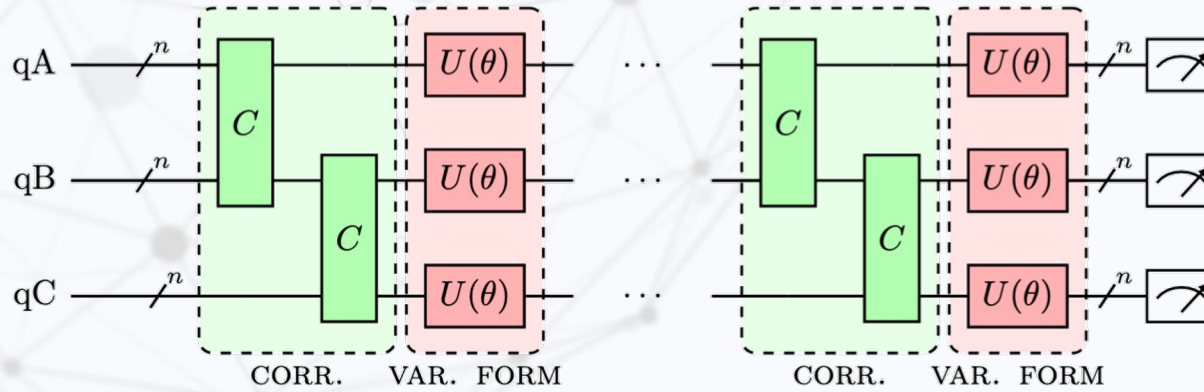 qA n C U(θ) ··· C U(θ) n
qB n C U(θ) ··· C U(θ) n
qC n U(θ) ··· U(θ) n
CORR. VAR. FORM CORR. VAR. FORM